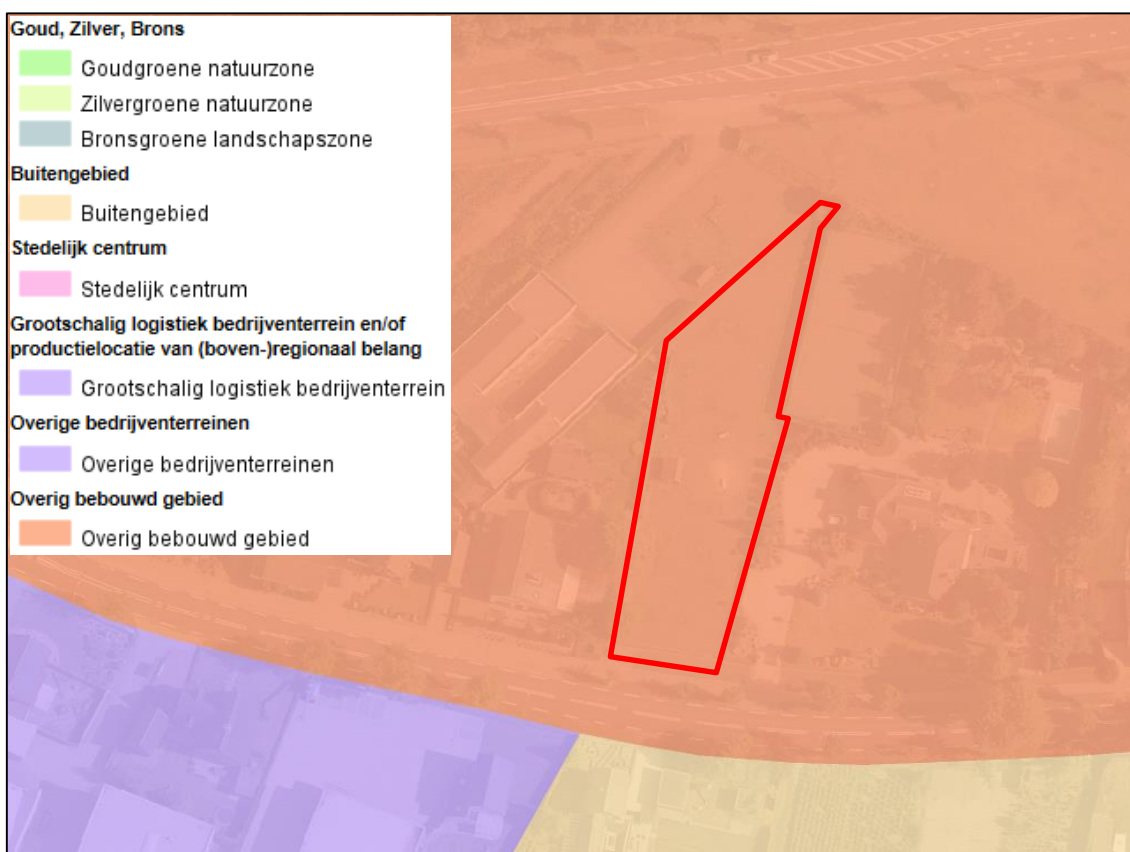 Goud, Zilver, Brons
Goudgroene natuurzone
Zilvergroene natuurzone
Bronsgroene landschapszone
Buitengebied
Buitengebied
Stedelijk centrum
Stedelijk centrum
Grootschalig logistiek bedrijventerrein en/of
productielocatie van (boven-)regionaal belang
Grootschalig logistiek bedrijventerrein
Overige bedrijventerreinen
Overige bedrijventerreinen
Overig bebouwd gebied
Overig bebouwd gebied